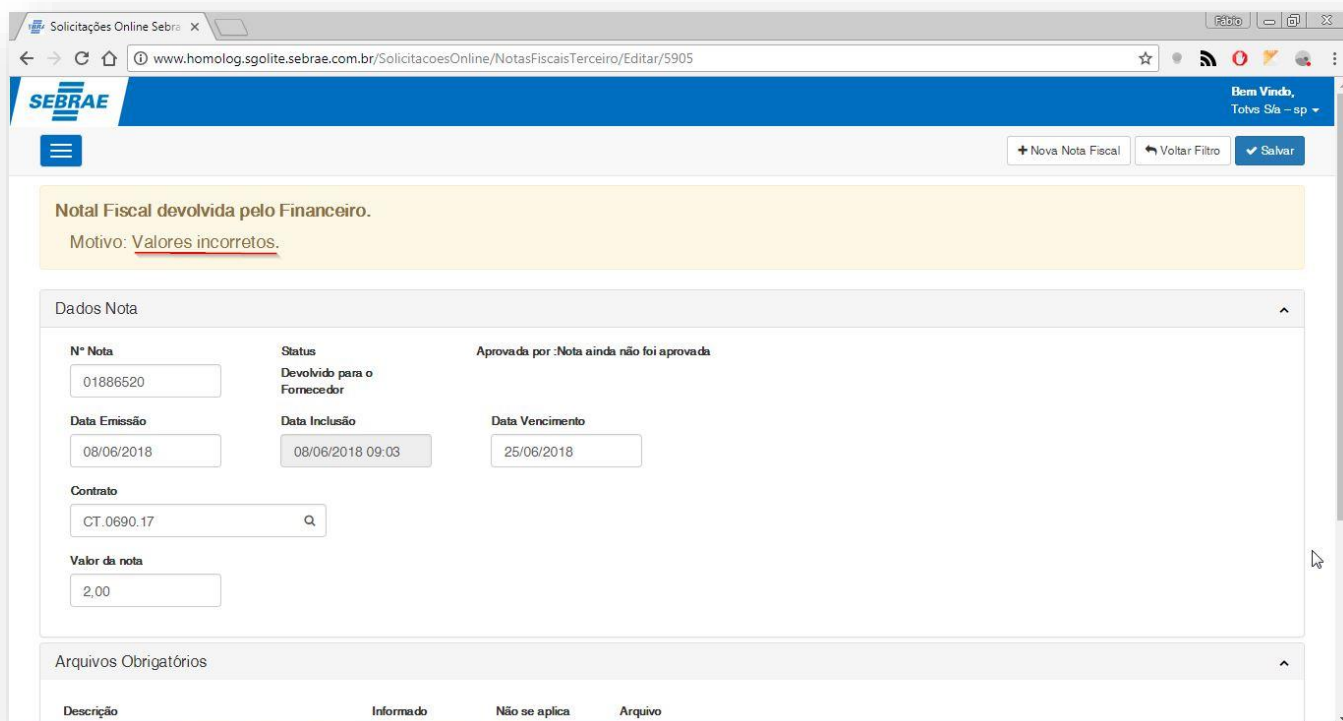 Solicitações Online Sebra
Fábio
www.homolog.sgolite.sebrae.com.br/SolicitacoesOnline/NotasFiscaisTerceiro/Editar/5905
SEBRAE
Bem Vindo,
Totvs S/a – sp
Nova Nota Fiscal
Voltar Filtro
Salvar
Notal Fiscal devolvida pelo Financeiro.
Motivo: Valores incorretos.
Dados Nota
Nº Nota
Status
Aprovada por :Nota ainda não foi aprovada
01886520
Devolvido para o
Fornecedor
Data Emissão
Data Inclusão
Data Vencimento
08/06/2018
08/06/2018 09:03
25/06/2018
Contrato
CT.0690.17
Valor da nota
2,00
Arquivos Obrigatórios
Descrição
Informado
Não se aplica
Arquivo